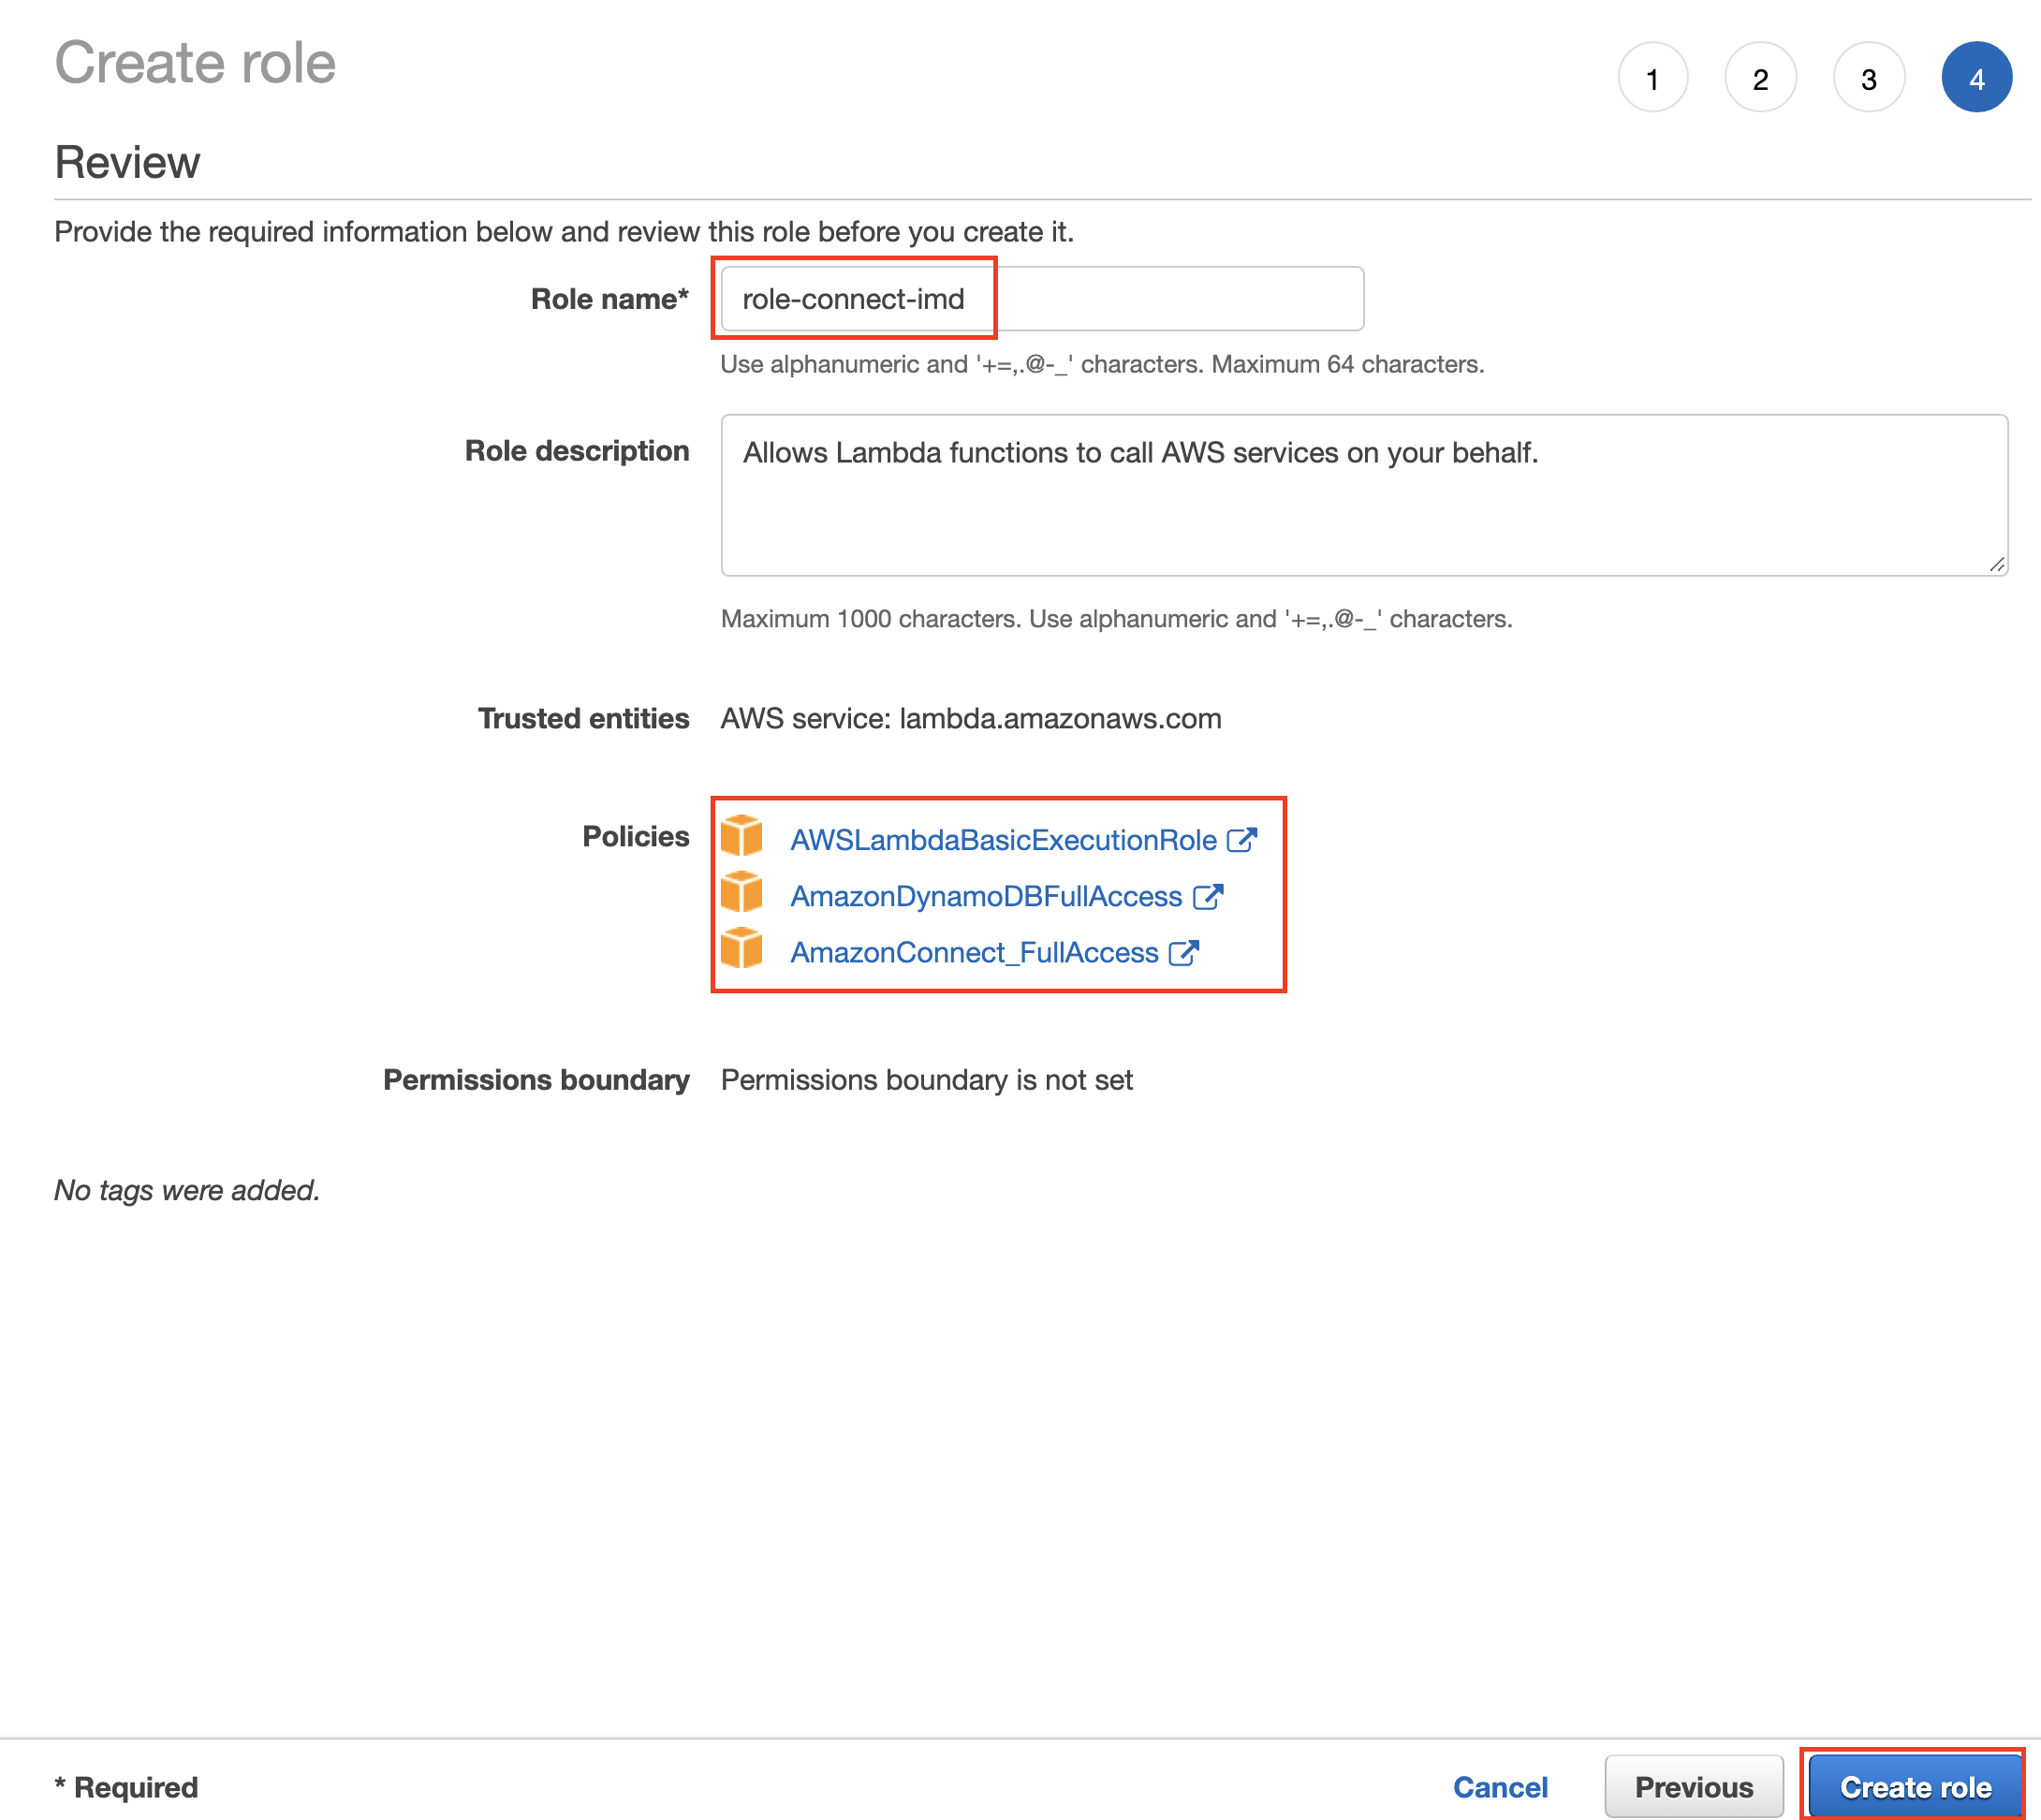 Create role
1 2 3 4
Review
Provide the required information below and review this role before you create it.
Role name* role-connect-imd
Use alphanumeric and '+=,.@-_' characters. Maximum 64 characters.
Role description Allows Lambda functions to call AWS services on your behalf.
Maximum 1000 characters. Use alphanumeric and '+=,.@-_' characters.
Trusted entities AWS service: lambda.amazonaws.com
Policies AWSLambdaBasicExecutionRole
AmazonDynamoDBFullAccess
AmazonConnect_FullAccess
Permissions boundary Permissions boundary is not set
No tags were added.
* Required Cancel Previous Create role